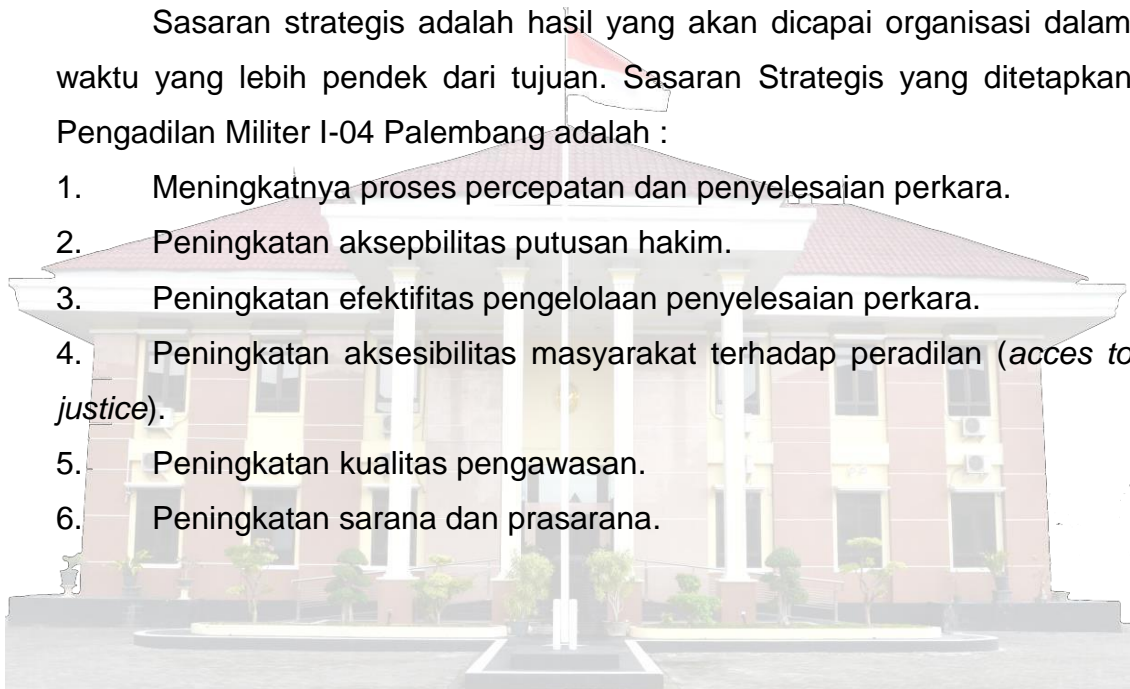 Sasaran strategis adalah hasil yang akan dicapai organisasi dalam
waktu yang lebih pendek dari tujuan. Sasaran Strategis yang ditetapkan
Pengadilan Militer I-04 Palembang adalah :
1. Meningkatnya proses percepatan dan penyelesaian perkara.
2. Peningkatan aksepbilitas putusan hakim.
3. Peningkatan efektifitas pengelolaan penyelesaian perkara.
4. Peningkatan aksesibilitas masyarakat terhadap peradilan (acces to
justice).
5. Peningkatan kualitas pengawasan.
6. Peningkatan sarana dan prasarana.